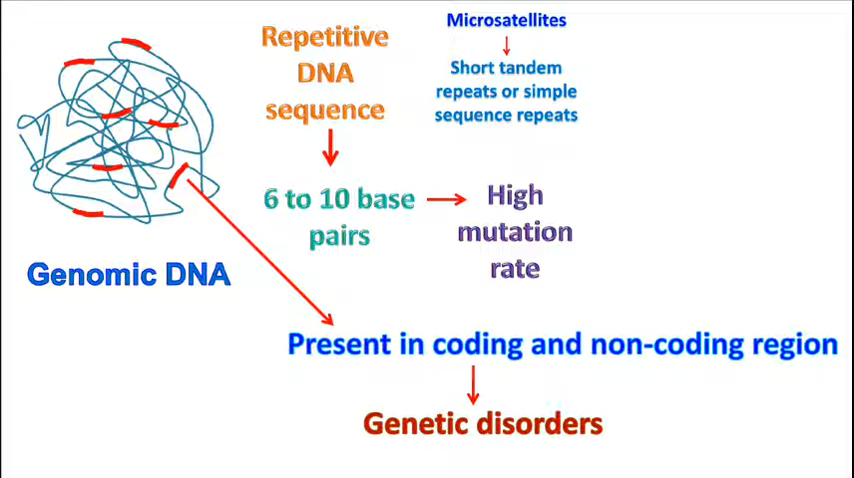 Repetitive
DNA
sequence
Microsatellites
Short tandem
repeats or simple
sequence repeats
6 to 10 base
pairs
High
mutation
rate
Genomic DNA
Present in coding and non-coding region
Genetic disorders